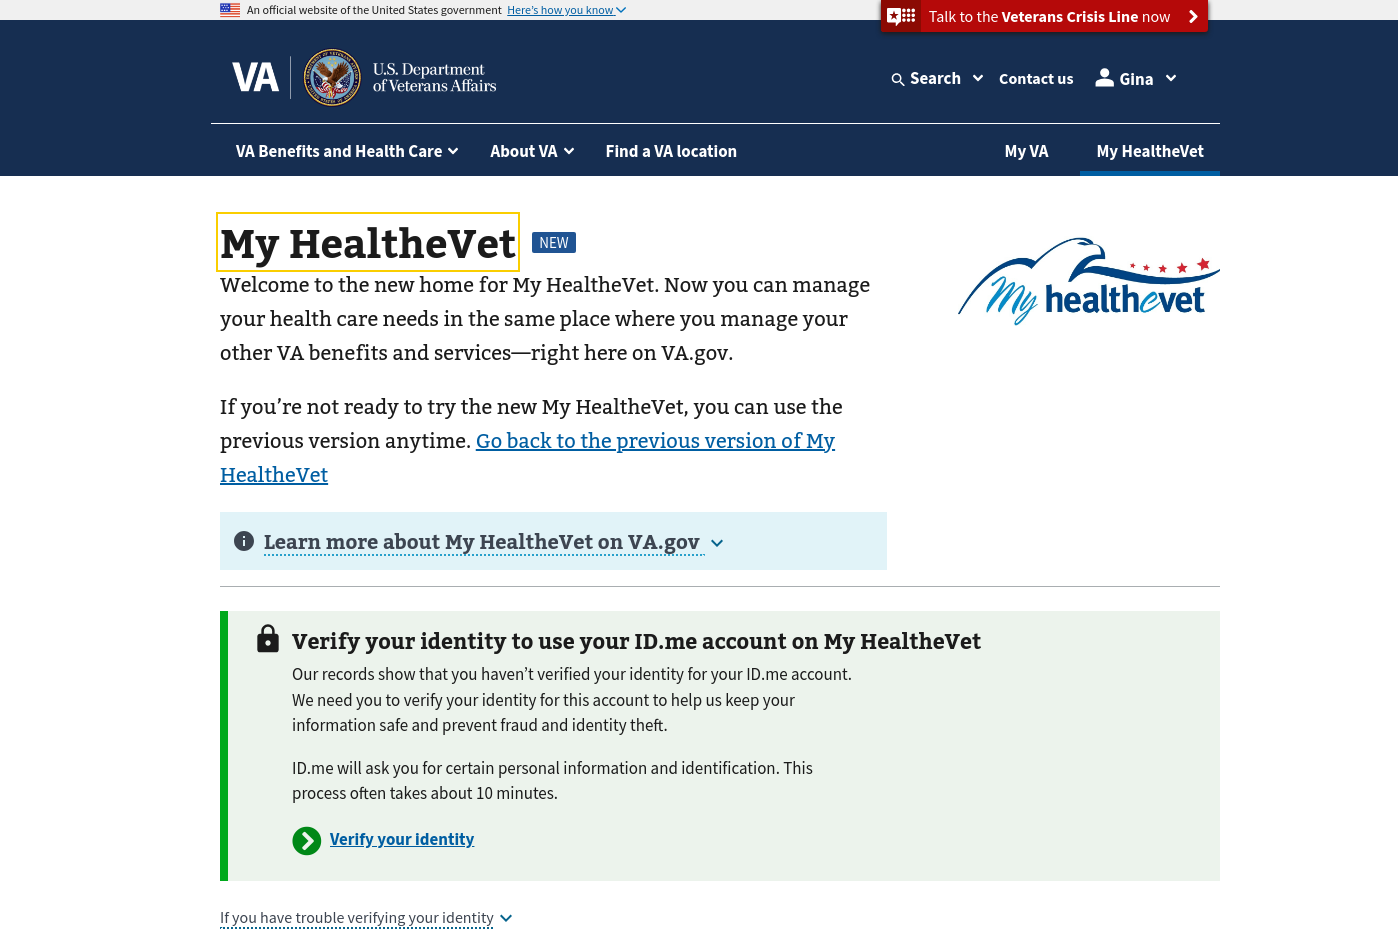 An official website of the United States government Here's how you know
Talk to the Veterans Crisis Line now
VA
U.S. Department
of Veterans Affairs
Search
Contact us
Gina
VA Benefits and Health Care
About VA
Find a VA location
My VA
My HealtheVet
My HealtheVet
NEW
My healthevet
Welcome to the new home for My HealtheVet. Now you can manage
your health care needs in the same place where you manage your
other VA benefits and services—right here on VA.gov.
If you’re not ready to try the new My HealtheVet, you can use the
previous version anytime. Go back to the previous version of My
HealtheVet
Learn more about My HealtheVet on VA.gov
Verify your identity to use your ID.me account on My HealtheVet
Our records show that you haven’t verified your identity for your ID.me account.
We need you to verify your identity for this account to help us keep your
information safe and prevent fraud and identity theft.
ID.me will ask you for certain personal information and identification. This
process often takes about 10 minutes.
Verify your identity
If you have trouble verifying your identity